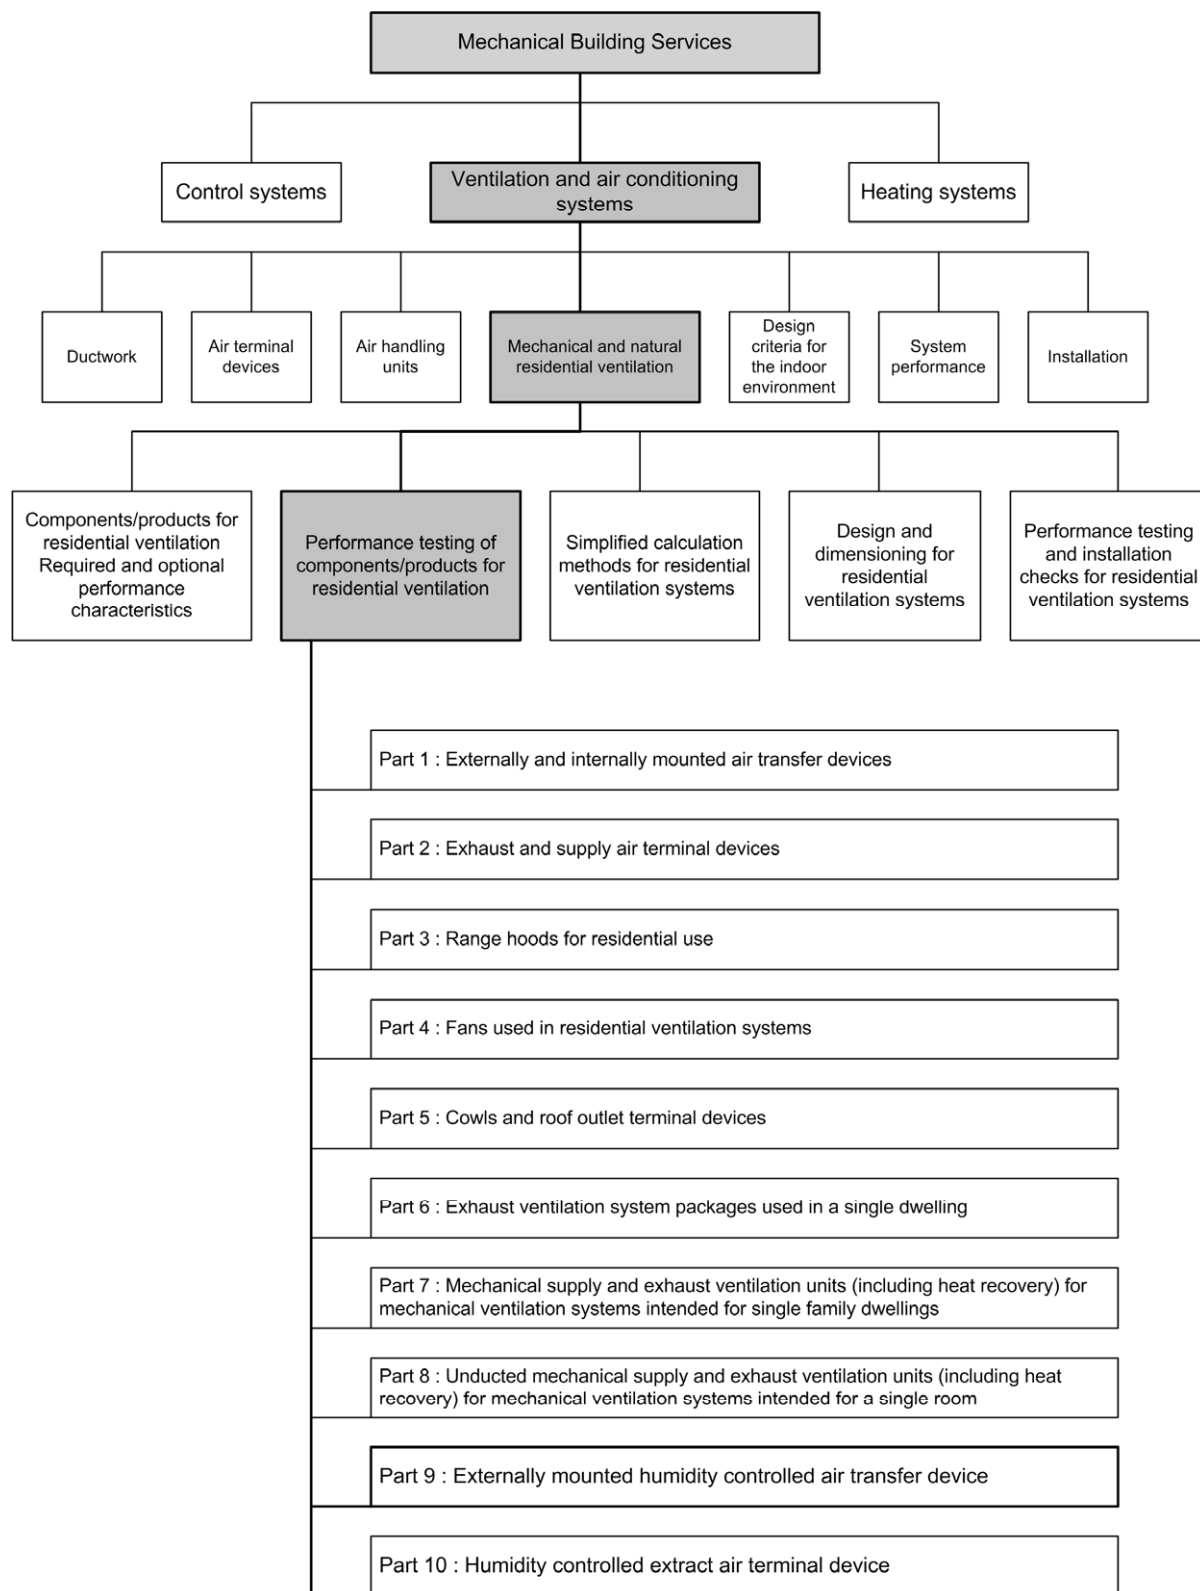 Mechanical Building Services
Control systems
Ventilation and air conditioning
systems
Heating systems
Ductwork
Air terminal
devices
Air handling
units
Mechanical and natural
residential ventilation
Design
criteria for
the indoor
environment
System
performance
Installation
Components/products for
residential ventilation
Required and optional
performance
characteristics
Performance testing of
components/products for
residential ventilation
Simplified calculation
methods for residential
ventilation systems
Design and
dimensioning for
residential
ventilation systems
Performance testing
and installation
checks for residential
ventilation systems
Part 1 : Externally and internally mounted air transfer devices
Part 2 : Exhaust and supply air terminal devices
Part 3 : Range hoods for residential use
Part 4 : Fans used in residential ventilation systems
Part 5 : Cowls and roof outlet terminal devices
Part 6 : Exhaust ventilation system packages used in a single dwelling
Part 7 : Mechanical supply and exhaust ventilation units (including heat recovery) for
mechanical ventilation systems intended for single family dwellings
Part 8 : Unducted mechanical supply and exhaust ventilation units (including heat
recovery) for mechanical ventilation systems intended for a single room
Part 9 : Externally mounted humidity controlled air transfer device
Part 10 : Humidity controlled extract air terminal device